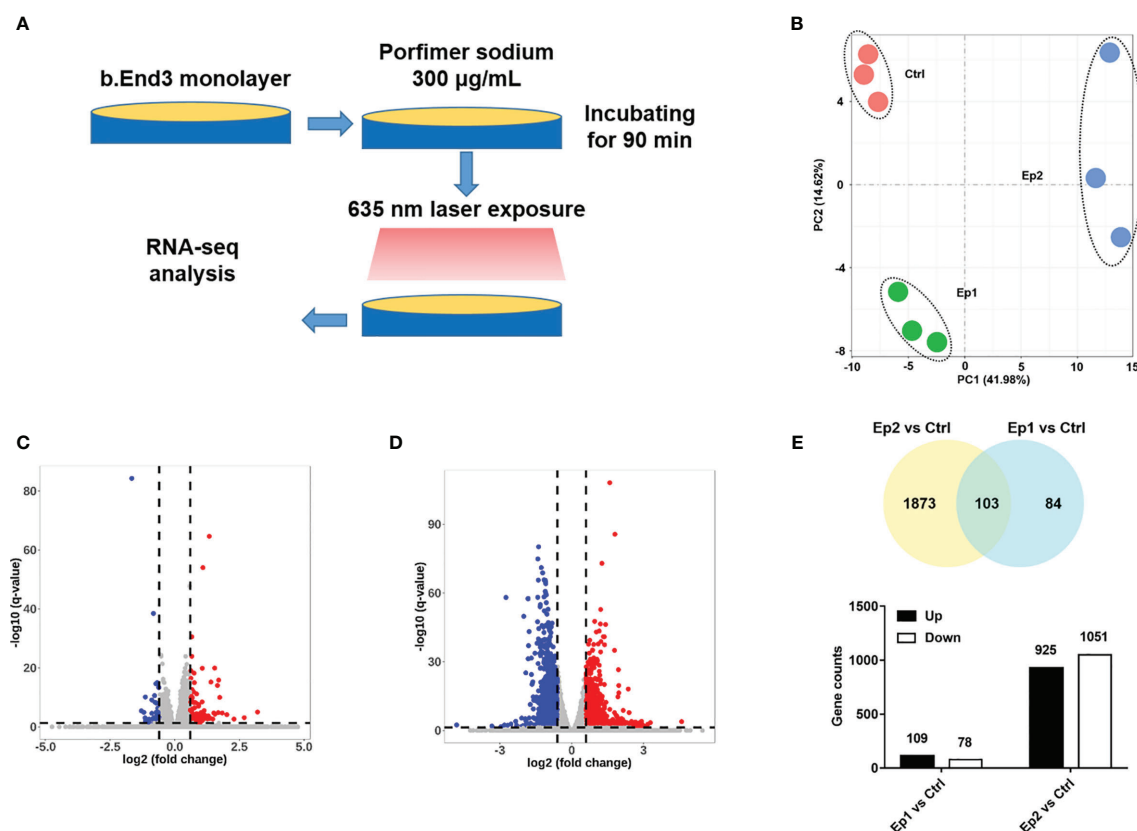 A
b.End3 monolayer
Porfimer sodium
300 µg/mL
Incubating
for 90 min
635 nm laser exposure
RNA-seq
analysis
B
Ctrl
Ep2
Ep1
4
0
-4
-8
PC2 (14.62%)
-10
-5
0
5
10
15
PC1 (41.98%)
C
80
60
40
20
0
-log10 (q-value)
-5.0
-2.5
0.0
2.5
5.0
log2 (fold change)
D
90
60
30
0
-log10 (q-value)
-3
0
3
log2 (fold change)
E
Ep2 vs Ctrl
Ep1 vs Ctrl
1873
103
84
1500
1000
500
0
Gene counts
Up
Down
109
78
925
1051
Ep1 vs Ctrl
Ep2 vs Ctrl